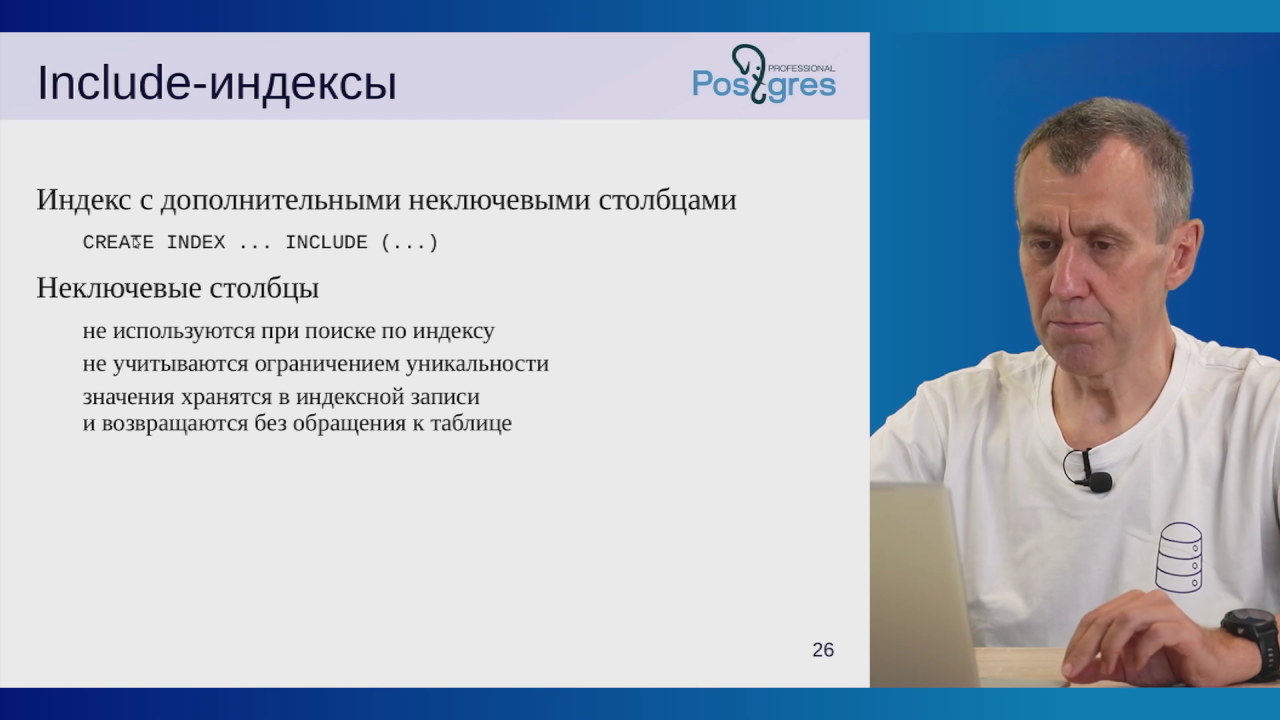 Include-индексы
PROFESSIONAL
Postgres
Индекс с дополнительными неключевыми столбцами
CREATE INDEX ... INCLUDE (...)
Неключевые столбцы
не используются при поиске по индексу
не учитываются ограничением уникальности
значения хранятся в индексной записи
и возвращаются без обращения к таблице
26